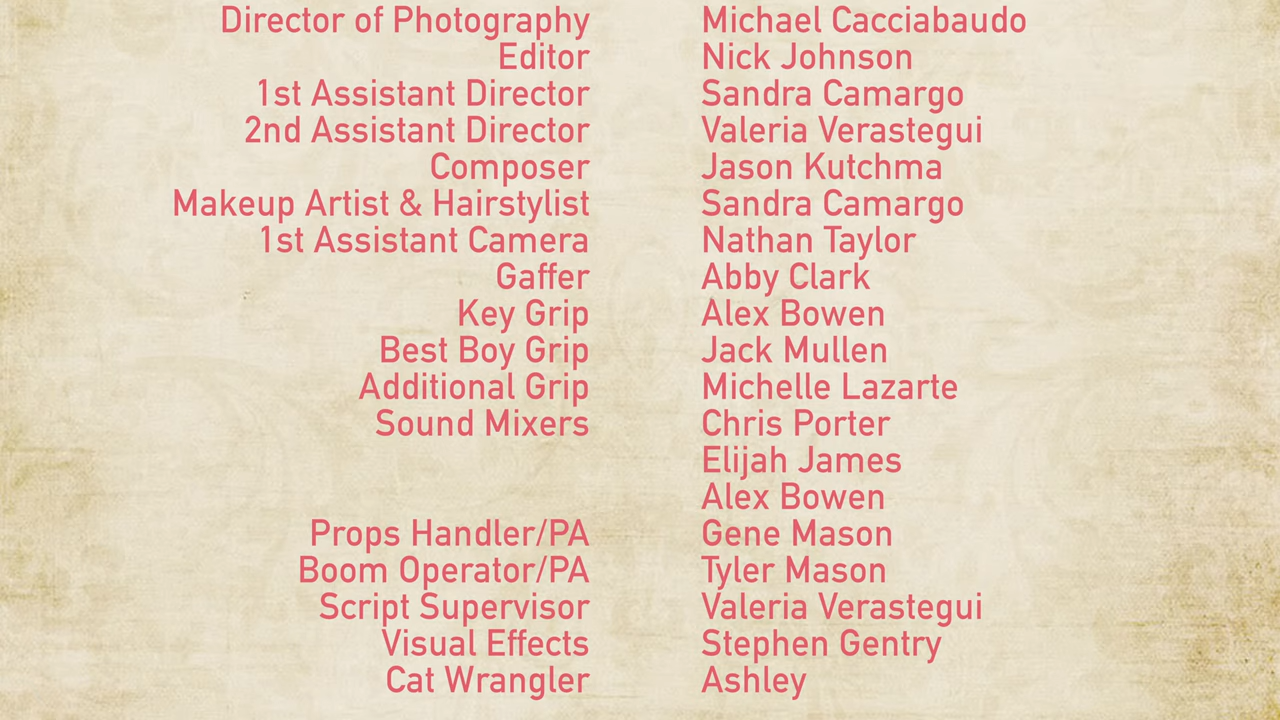 Director of Photography Michael Cacciabaudo
Editor Nick Johnson
1st Assistant Director Sandra Camargo
2nd Assistant Director Valeria Verastegui
Composer Jason Kutchma
Makeup Artist & Hairstylist Sandra Camargo
1st Assistant Camera Nathan Taylor
Gaffer Abby Clark
Key Grip Alex Bowen
Best Boy Grip Jack Mullen
Additional Grip Michelle Lazarte
Sound Mixers Chris Porter
Elijah James
Alex Bowen
Props Handler/PA Gene Mason
Boom Operator/PA Tyler Mason
Script Supervisor Valeria Verastegui
Visual Effects Stephen Gentry
Cat Wrangler Ashley